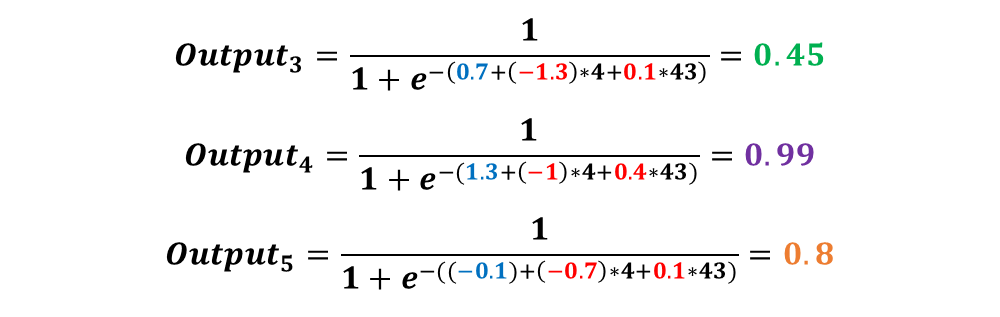 Output₃ = 1 / (1 + e^−(0.7+(−1.3)∗4+0.1∗43)) = 0.45
Output₄ = 1 / (1 + e^−(1.3+(−1)∗4+0.4∗43)) = 0.99
Output₅ = 1 / (1 + e^−((−0.1)+(−0.7)∗4+0.1∗43)) = 0.8